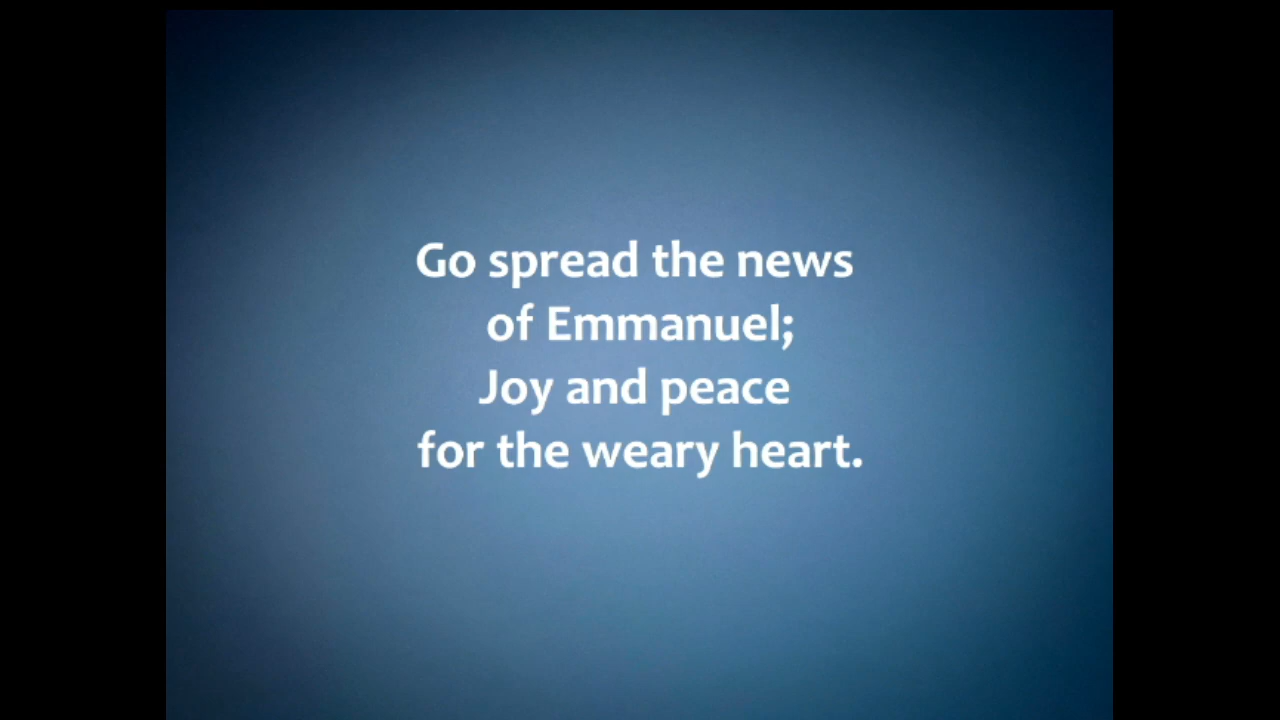 Go spread the news
of Emmanuel;
Joy and peace
for the weary heart.